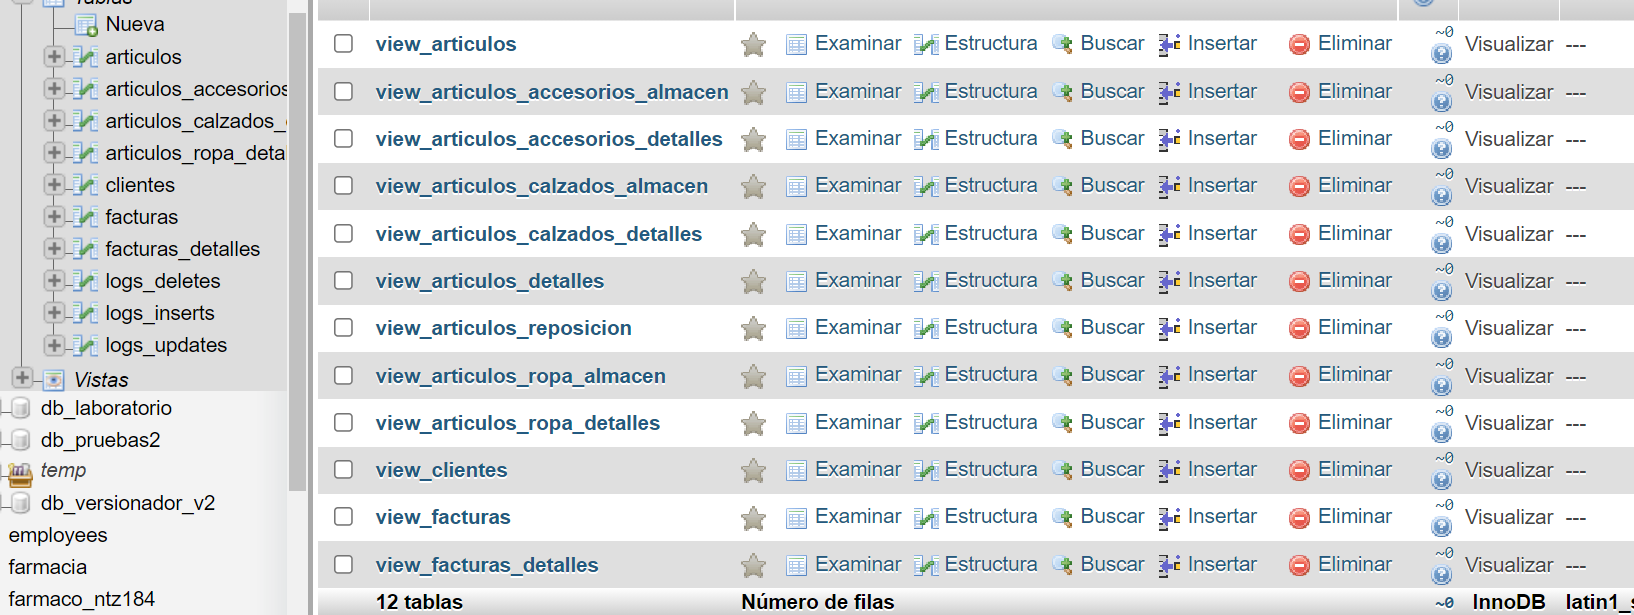 Tablas
Nueva
articulos
articulos_accesorios
articulos_calzados_
articulos_ropa_detal
clientes
facturas
facturas_detalles
logs_deletes
logs_inserts
logs_updates
Vistas
db_laboratorio
db_pruebas2
temp
db_versionador_v2
employees
farmacia
farmaco_ntz184
view_articulos Examinar Estructura Buscar Insertar Eliminar ~0 Visualizar ---
view_articulos_accesorios_almacen Examinar Estructura Buscar Insertar Eliminar ~0 Visualizar ---
view_articulos_accesorios_detalles Examinar Estructura Buscar Insertar Eliminar ~0 Visualizar ---
view_articulos_calzados_almacen Examinar Estructura Buscar Insertar Eliminar ~0 Visualizar ---
view_articulos_calzados_detalles Examinar Estructura Buscar Insertar Eliminar ~0 Visualizar ---
view_articulos_detalles Examinar Estructura Buscar Insertar Eliminar ~0 Visualizar ---
view_articulos_reposicion Examinar Estructura Buscar Insertar Eliminar ~0 Visualizar ---
view_articulos_ropa_almacen Examinar Estructura Buscar Insertar Eliminar ~0 Visualizar ---
view_articulos_ropa_detalles Examinar Estructura Buscar Insertar Eliminar ~0 Visualizar ---
view_clientes Examinar Estructura Buscar Insertar Eliminar ~0 Visualizar ---
view_facturas Examinar Estructura Buscar Insertar Eliminar ~0 Visualizar ---
view_facturas_detalles Examinar Estructura Buscar Insertar Eliminar ~0 Visualizar ---
12 tablas Número de filas ~0 InnoDB latin1_s